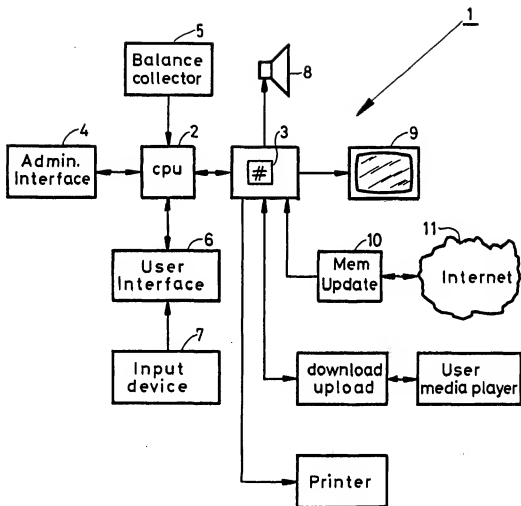 1
5
Balance
collector
8
4
Admin.
Interface
2
cpu
3
#
9
6
User
Interface
10
Mem
Update
11
Internet
7
Input
device
download
upload
User
media player
Printer